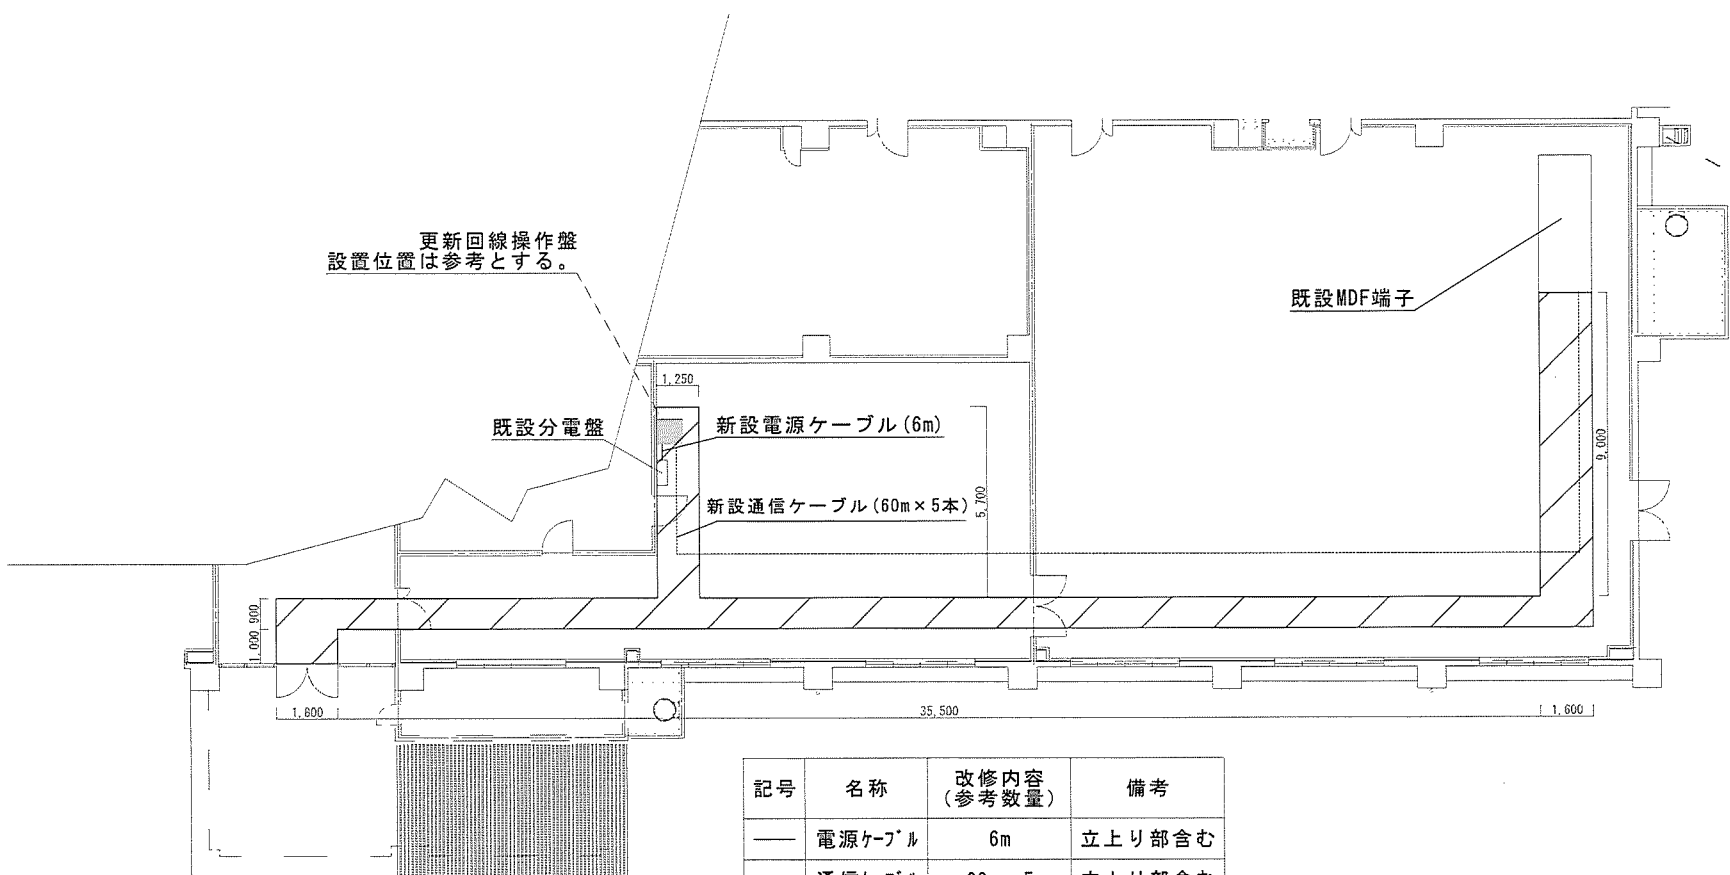 更新回線操作盤
設置位置は参考とする。
既設MDF端子
1,250
既設分電盤
新設電源ケーブル(6m)
新設通信ケーブル(60m×5本)
5,700
9,000
900
1,000
1,600
35,500
1,600
記号 名称 改修内容
(参考数量) 備考
電源ケーブル 6m 立上り部含む